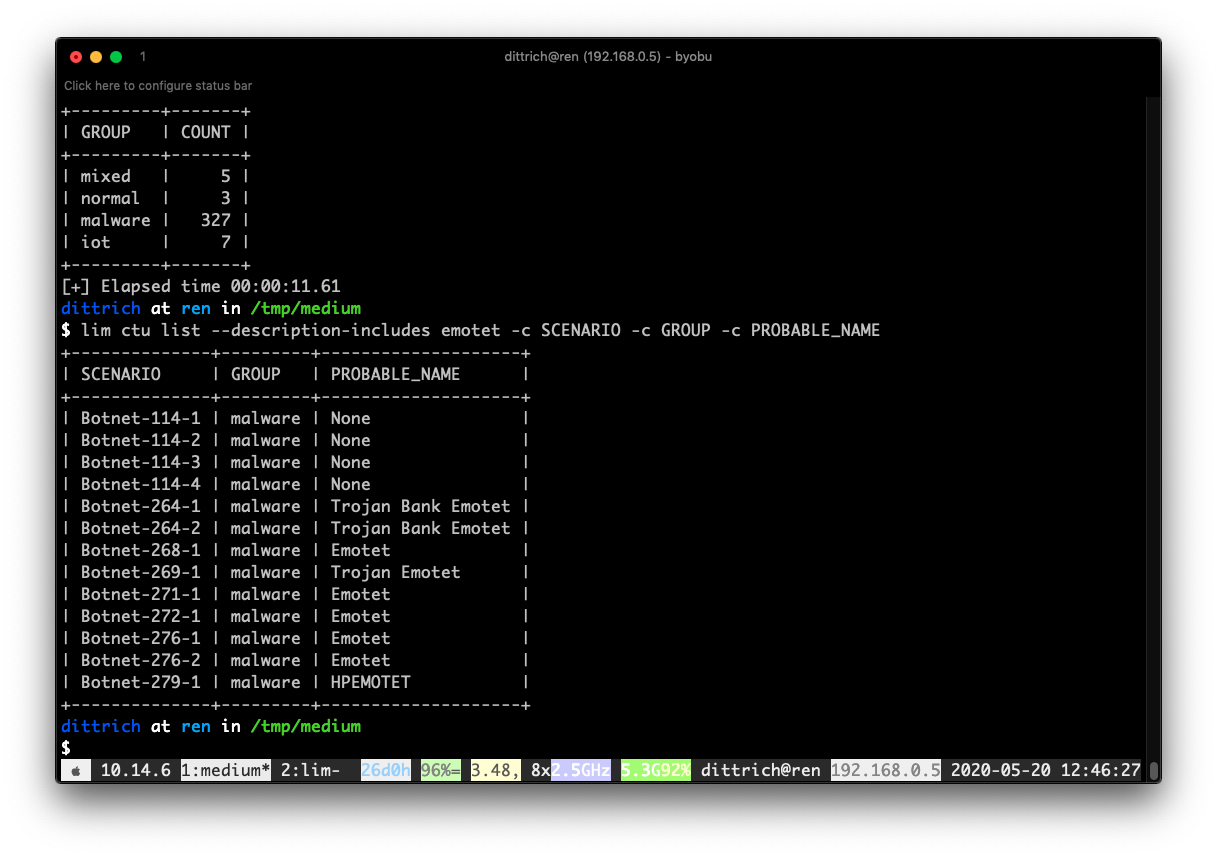 1 dittrich@ren (192.168.0.5) - byobu
Click here to configure status bar
+---------+-------+
| GROUP   | COUNT |
+---------+-------+
| mixed   |     5 |
| normal  |     3 |
| malware |   327 |
| iot     |     7 |
+---------+-------+
[+] Elapsed time 00:00:11.61
dittrich at ren in /tmp/medium
$ lim ctu list --description-includes emotet -c SCENARIO -c GROUP -c PROBABLE_NAME
+--------------+---------+--------------------+
| SCENARIO     | GROUP   | PROBABLE_NAME      |
+--------------+---------+--------------------+
| Botnet-114-1 | malware | None               |
| Botnet-114-2 | malware | None               |
| Botnet-114-3 | malware | None               |
| Botnet-114-4 | malware | None               |
| Botnet-264-1 | malware | Trojan Bank Emotet |
| Botnet-264-2 | malware | Trojan Bank Emotet |
| Botnet-268-1 | malware | Emotet             |
| Botnet-269-1 | malware | Trojan Emotet      |
| Botnet-271-1 | malware | Emotet             |
| Botnet-272-1 | malware | Emotet             |
| Botnet-276-1 | malware | Emotet             |
| Botnet-276-2 | malware | Emotet             |
| Botnet-279-1 | malware | HPEMOTET           |
+--------------+---------+--------------------+
dittrich at ren in /tmp/medium
$
10.14.6 1:medium* 2:lim-  26d0h 96%= 3.48, 8x2.5GHz 5.3G92% dittrich@ren 192.168.0.5 2020-05-20 12:46:27